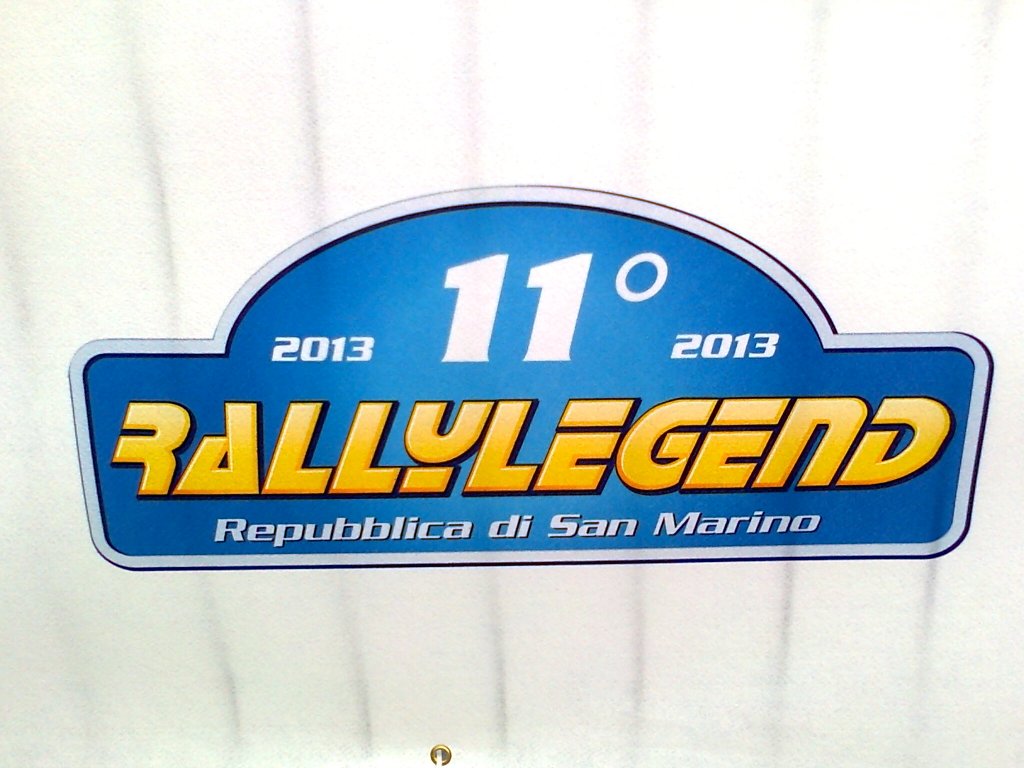 11°
2013 2013
RALLYLEGEND
Repubblica di San Marino